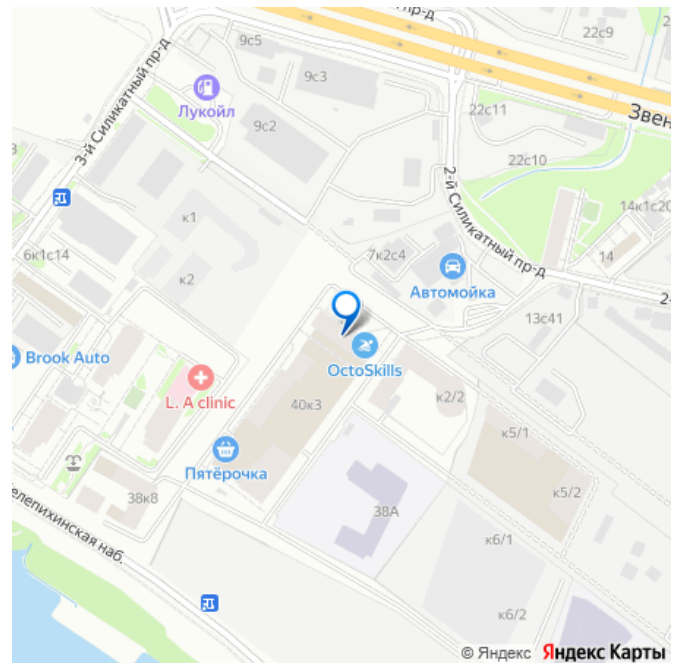 9с5
22с9
2-й Силикатный пр-д
9с3
3-й Силикатный пр-д
Лукойл
22с11
Звен
9с2
22с10
14к1с20
к1
6к1с14
7к2с4
14
к2
Автомойка
13с41
2-
Brook Auto
OctoSkills
L. A clinic
к2/2
40к3
к5/1
Пятёрочка
38к8
к5/2
38А
елепихинская наб.
к6/1
к6/2
© Яндекс Яндекс Карты